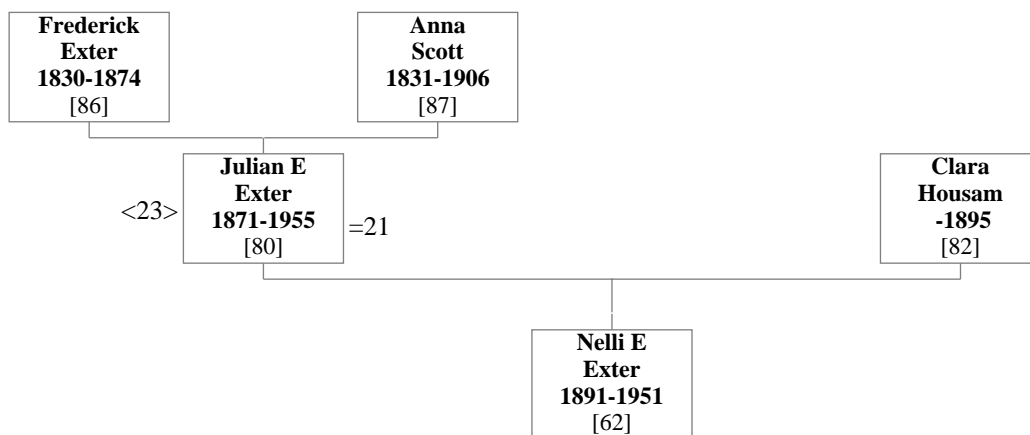 Frederick
Exter
1830-1874
[86]
Anna
Scott
1831-1906
[87]
<23>
Julian E
Exter
1871-1955
[80]
=21
Clara
Housam
-1895
[82]
Nelli E
Exter
1891-1951
[62]